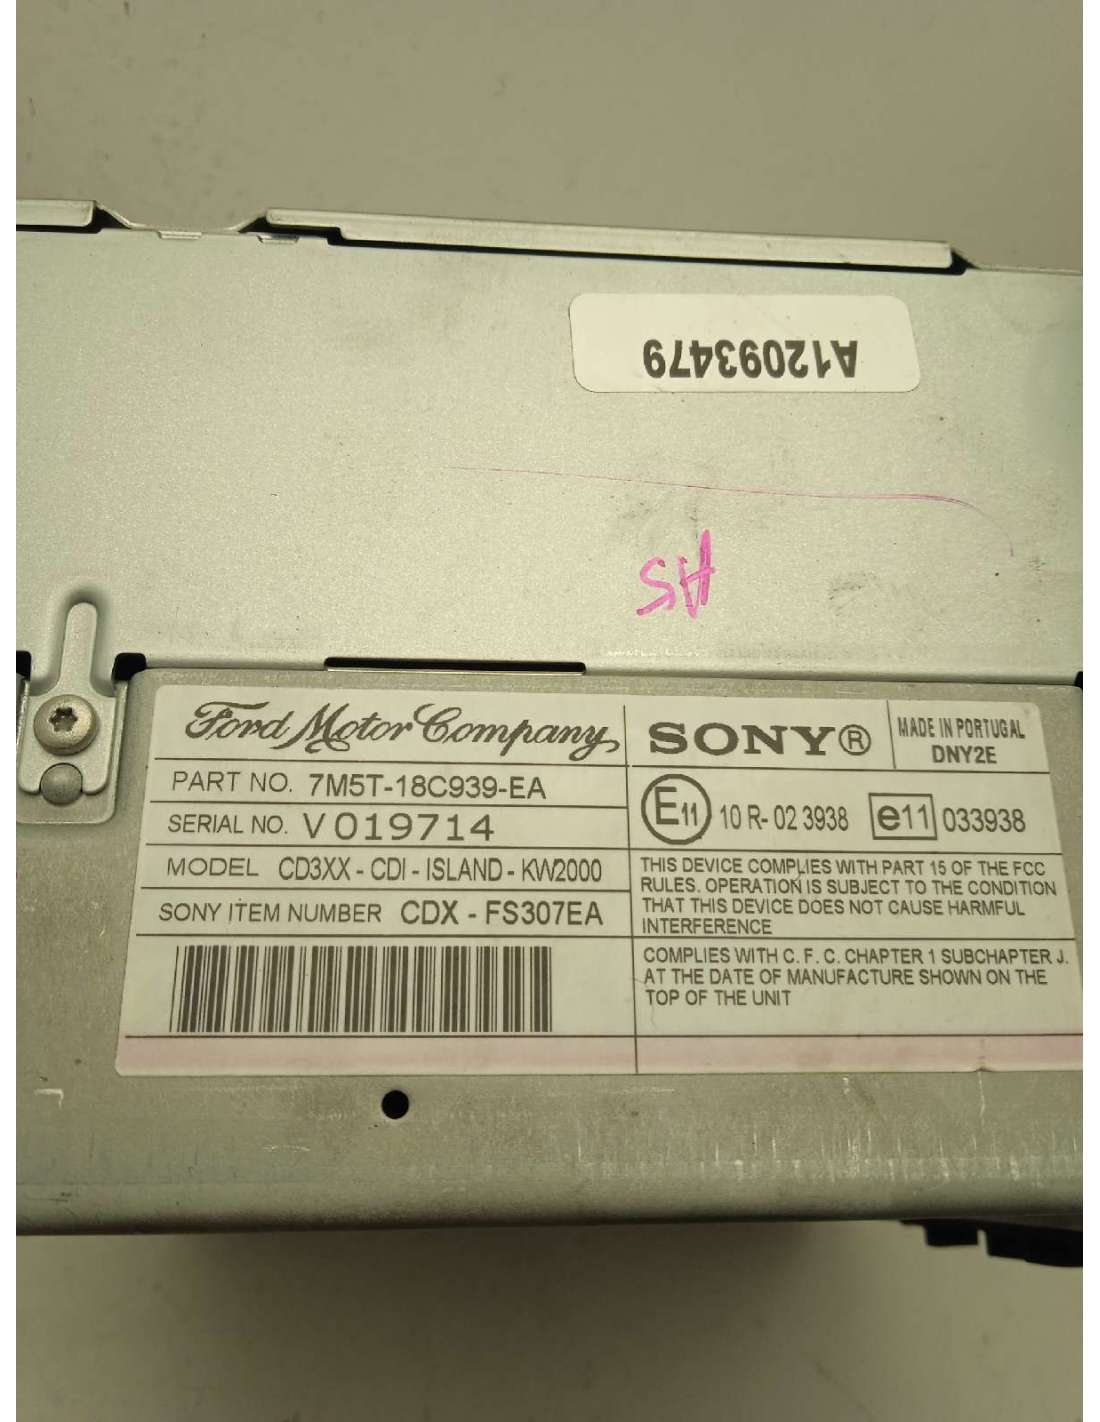 A12093479
AS
Ford Motor Company
PART NO. 7M5T-18C939-EA
SERIAL NO. V019714
MODEL CD3XX - CDI - ISLAND - KW2000
SONY ITEM NUMBER CDX - FS307EA
SONY®
MADE IN PORTUGAL
DNY2E
E11 10 R- 02 3938 e11 033938
THIS DEVICE COMPLIES WITH PART 15 OF THE FCC
RULES. OPERATION IS SUBJECT TO THE CONDITION
THAT THIS DEVICE DOES NOT CAUSE HARMFUL
INTERFERENCE
COMPLIES WITH C. F. C. CHAPTER 1 SUBCHAPTER J.
AT THE DATE OF MANUFACTURE SHOWN ON THE
TOP OF THE UNIT